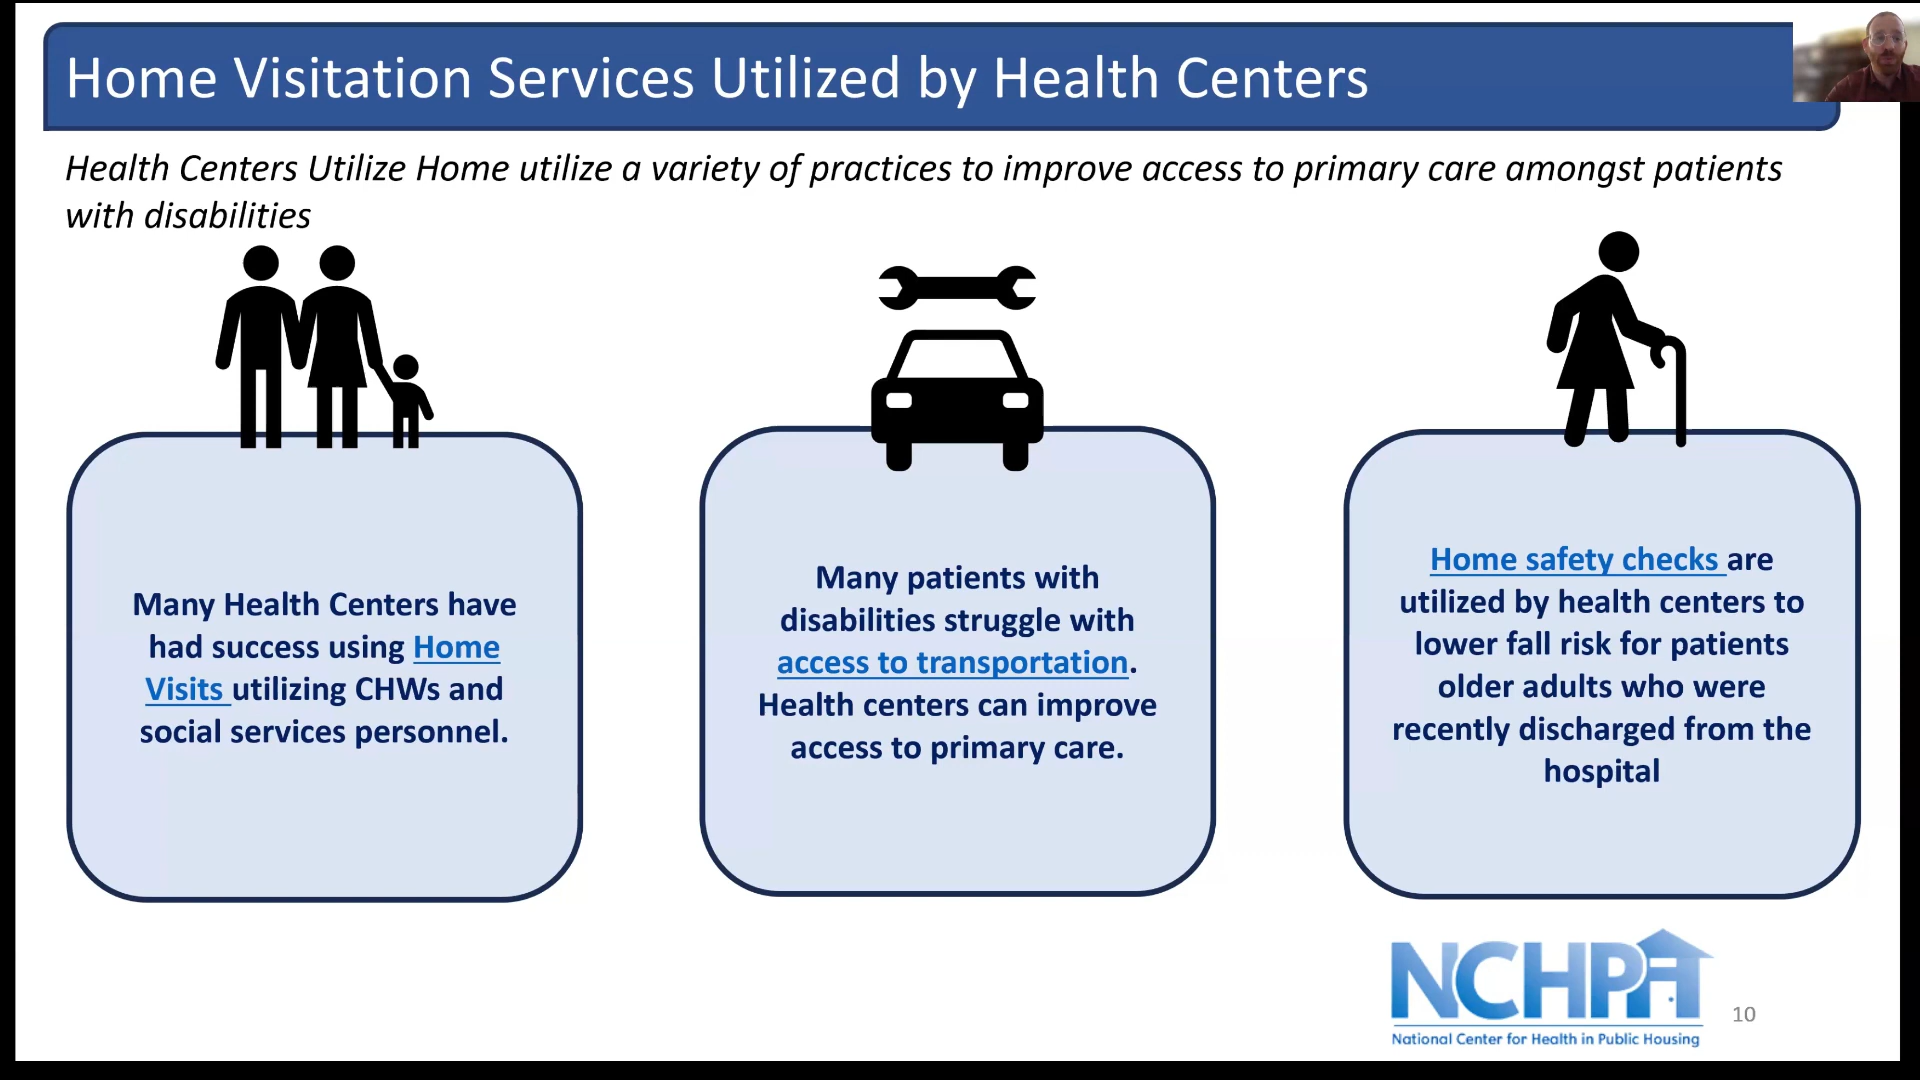 Home Visitation Services Utilized by Health Centers
Health Centers Utilize Home utilize a variety of practices to improve access to primary care amongst patients
with disabilities
Many Health Centers have
had success using Home
Visits utilizing CHWs and
social services personnel.
Many patients with
disabilities struggle with
access to transportation.
Health centers can improve
access to primary care.
Home safety checks are
utilized by health centers to
lower fall risk for patients
older adults who were
recently discharged from the
hospital
NCHPH
National Center for Health in Public Housing
10